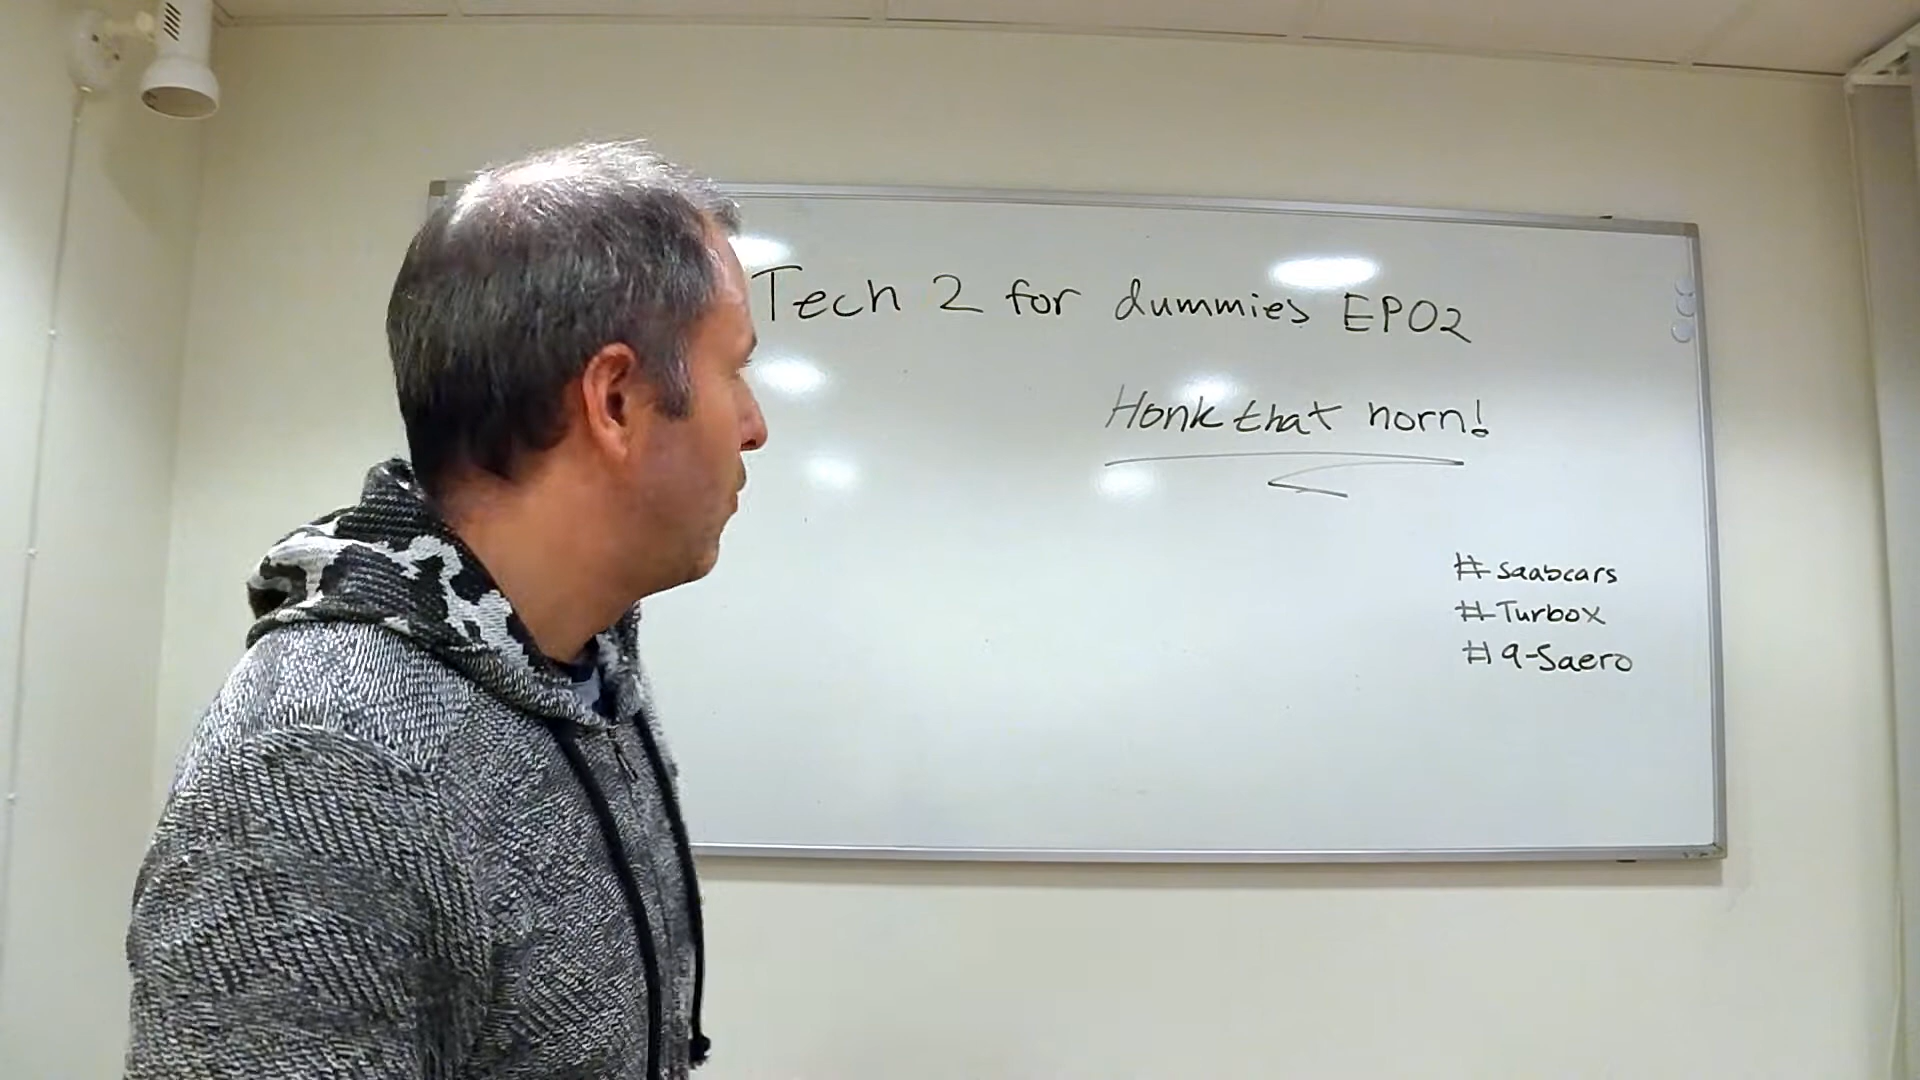 Tech 2 for dummies EP02
Honk that horn!
#saabcars
#Turbox
#9-5aero